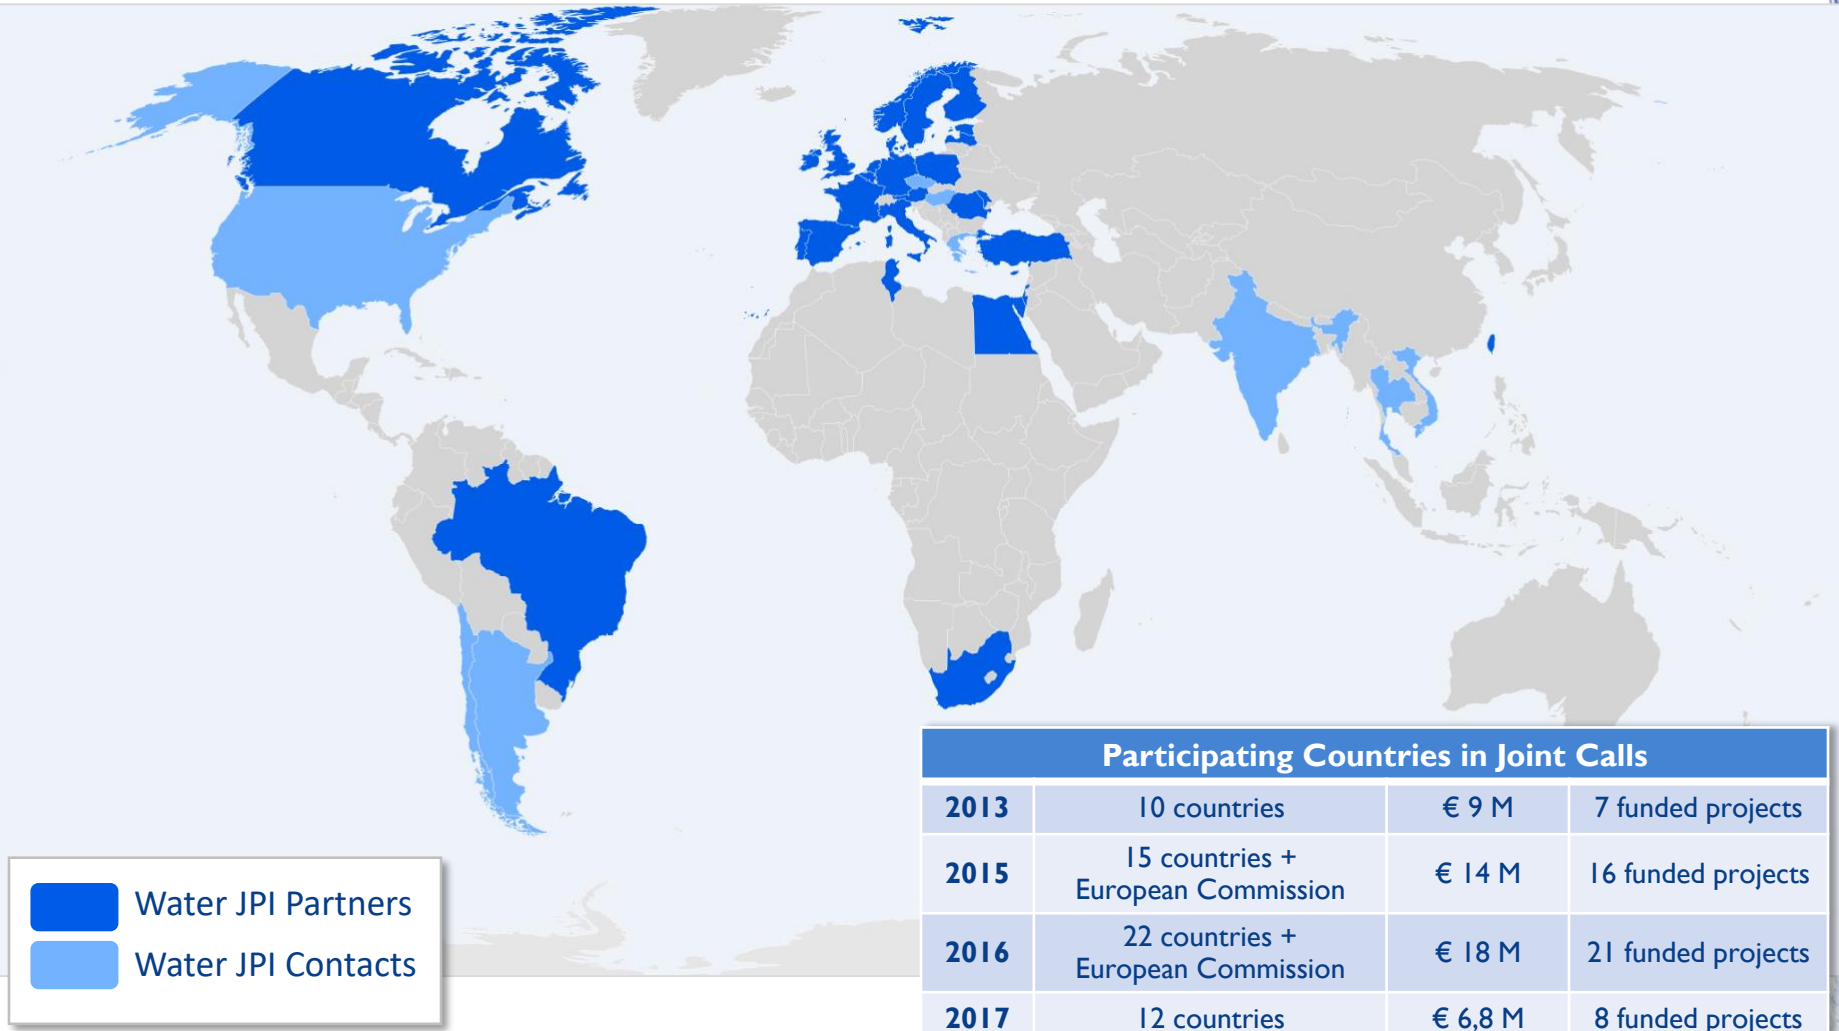 Participating Countries in Joint Calls
2013 10 countries € 9 M 7 funded projects
15 countries +
2015 € 14 M 16 funded projects
European Commission
22 countries +
2016 € 18 M 21 funded projects
European Commission
2017 12 countries € 6,8 M 8 funded projects
Water JPI Partners
Water JPI Contacts